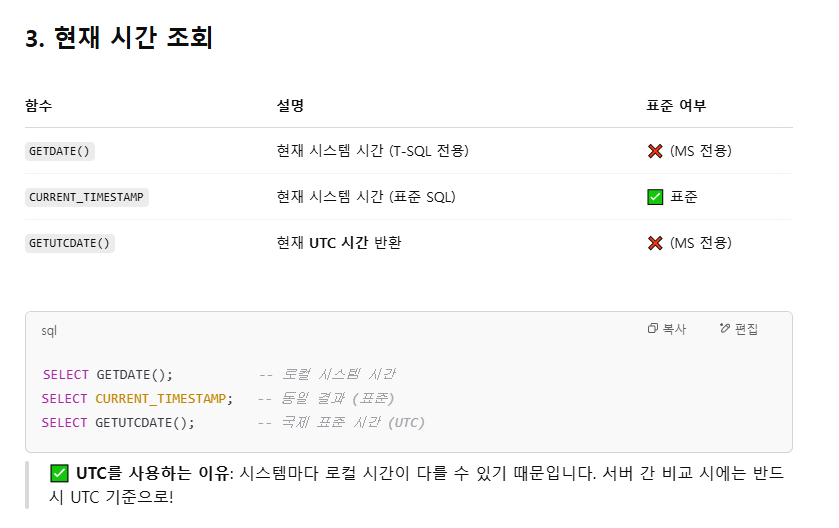 3. 현재 시간 조회
함수 설명 표준 여부
GETDATE() 현재 시스템 시간 (T-SQL 전용) ❌ (MS 전용)
CURRENT_TIMESTAMP 현재 시스템 시간 (표준 SQL) ✅ 표준
GETUTCDATE() 현재 UTC 시간 반환 ❌ (MS 전용)
sql 복사 편집
SELECT GETDATE(); -- 로컬 시스템 시간
SELECT CURRENT_TIMESTAMP; -- 동일 결과 (표준)
SELECT GETUTCDATE(); -- 국제 표준 시간 (UTC)
✅ UTC를 사용하는 이유: 시스템마다 로컬 시간이 다를 수 있기 때문입니다. 서버 간 비교 시에는 반드
시 UTC 기준으로!